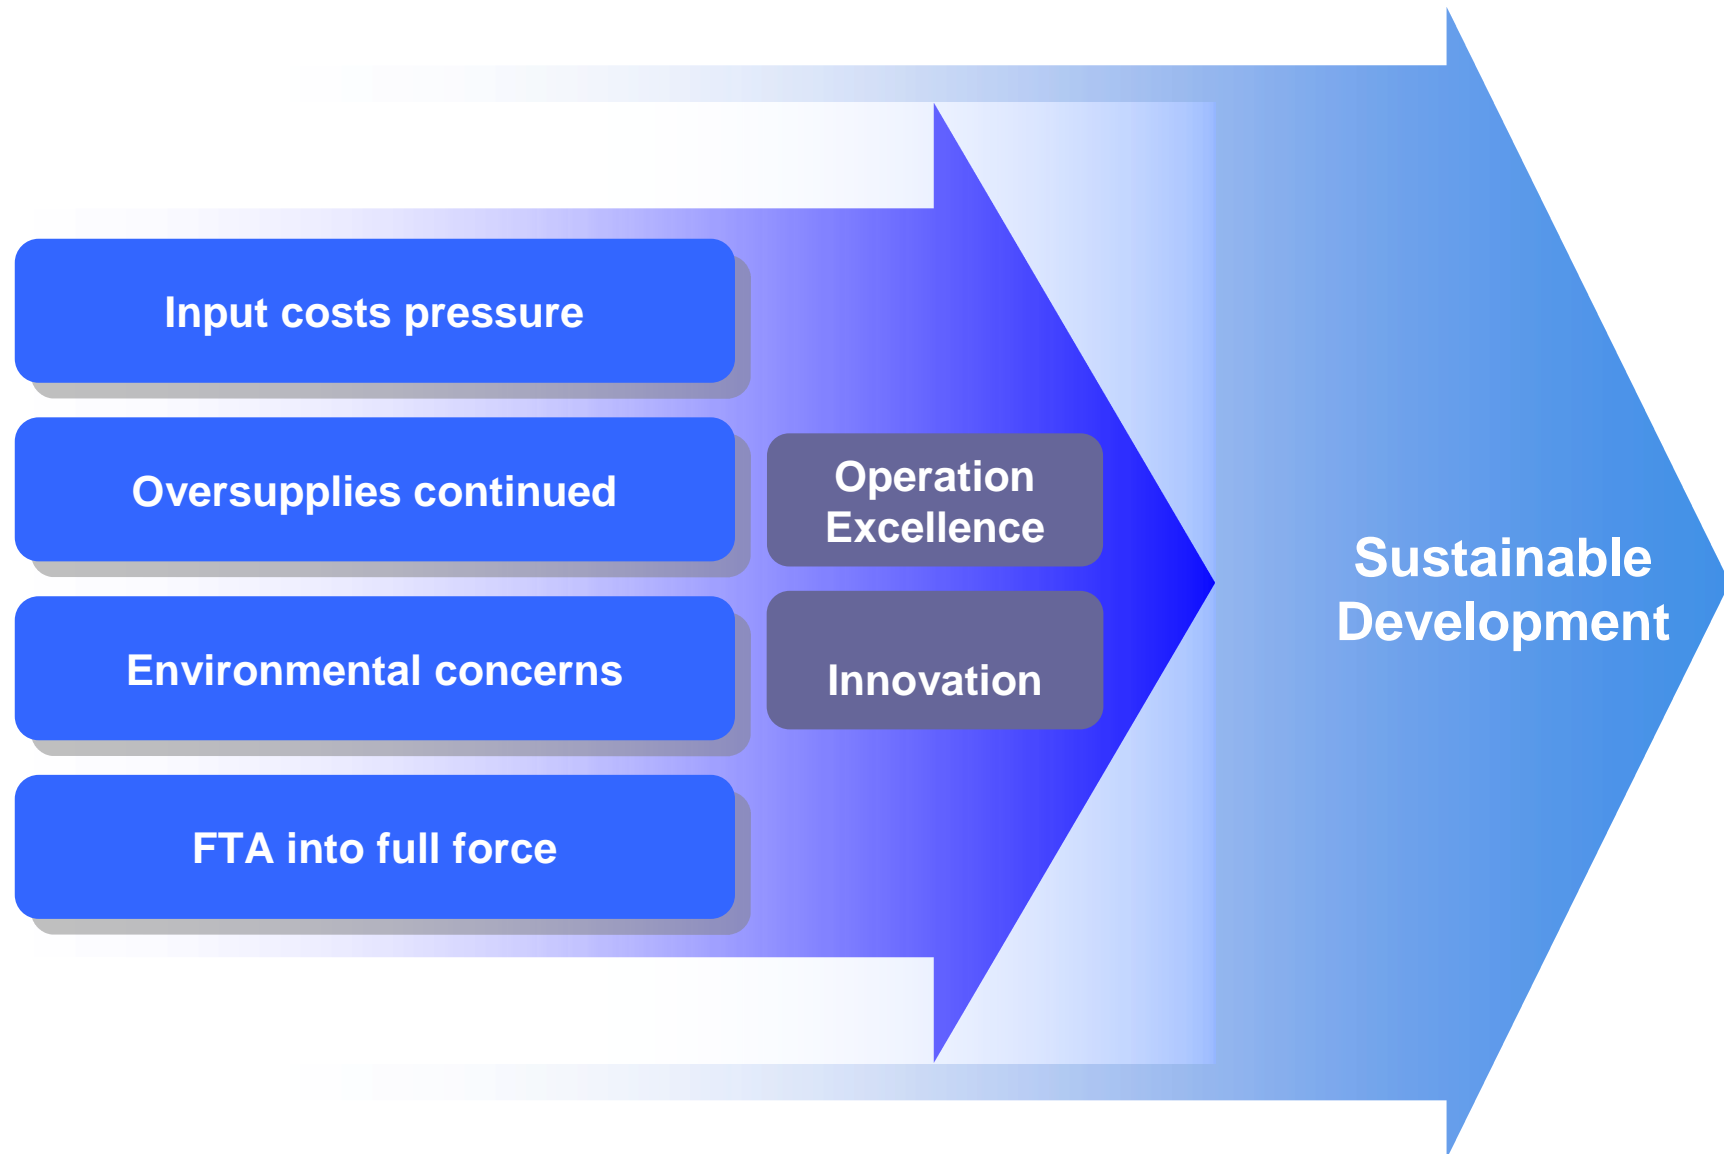 Input costs pressure
Oversupplies continued
Environmental concerns
FTA into full force
Operation
Excellence
Innovation
Sustainable
Development